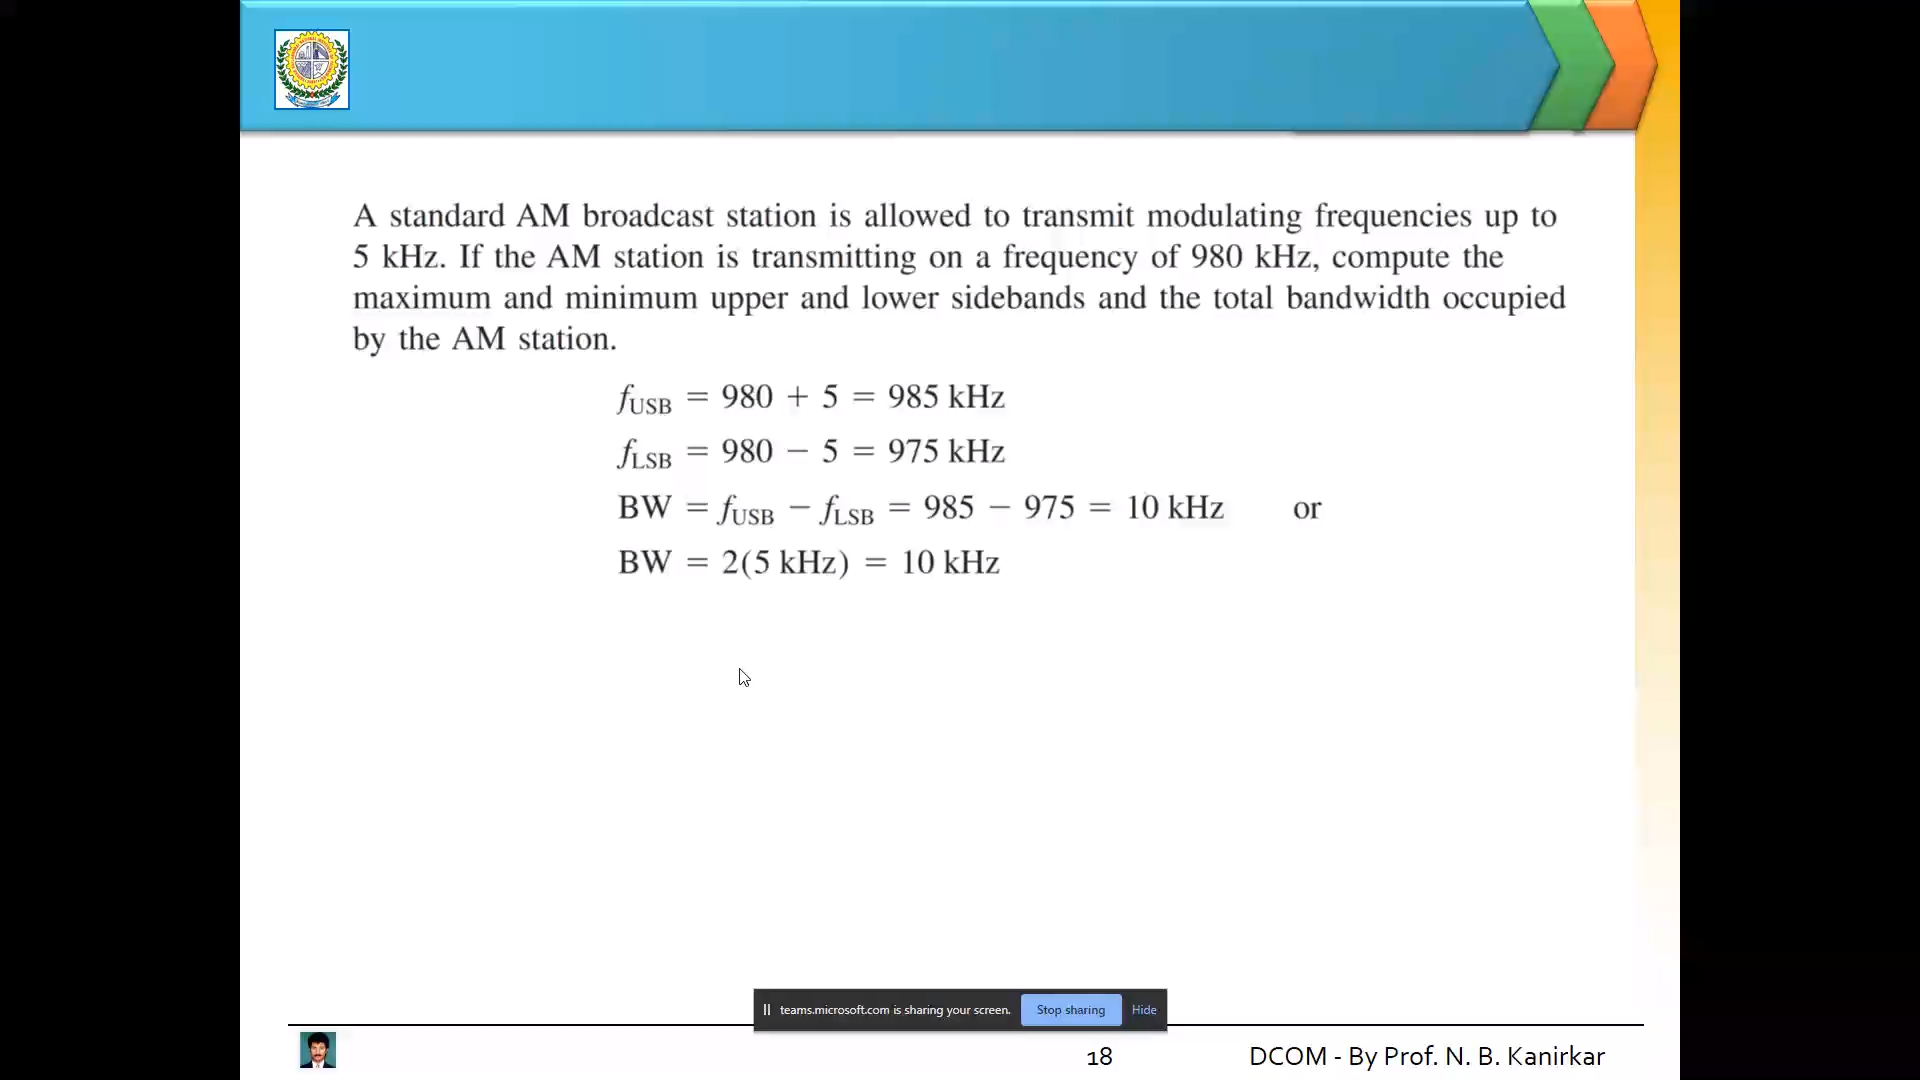 A standard AM broadcast station is allowed to transmit modulating frequencies up to
5 kHz. If the AM station is transmitting on a frequency of 980 kHz, compute the
maximum and minimum upper and lower sidebands and the total bandwidth occupied
by the AM station.
fUSB = 980 + 5 = 985 kHz
fLSB = 980 − 5 = 975 kHz
BW = fUSB − fLSB = 985 − 975 = 10 kHz or
BW = 2(5 kHz) = 10 kHz
teams.microsoft.com is sharing your screen. Stop sharing Hide
18 DCOM - By Prof. N. B. Kanirkar